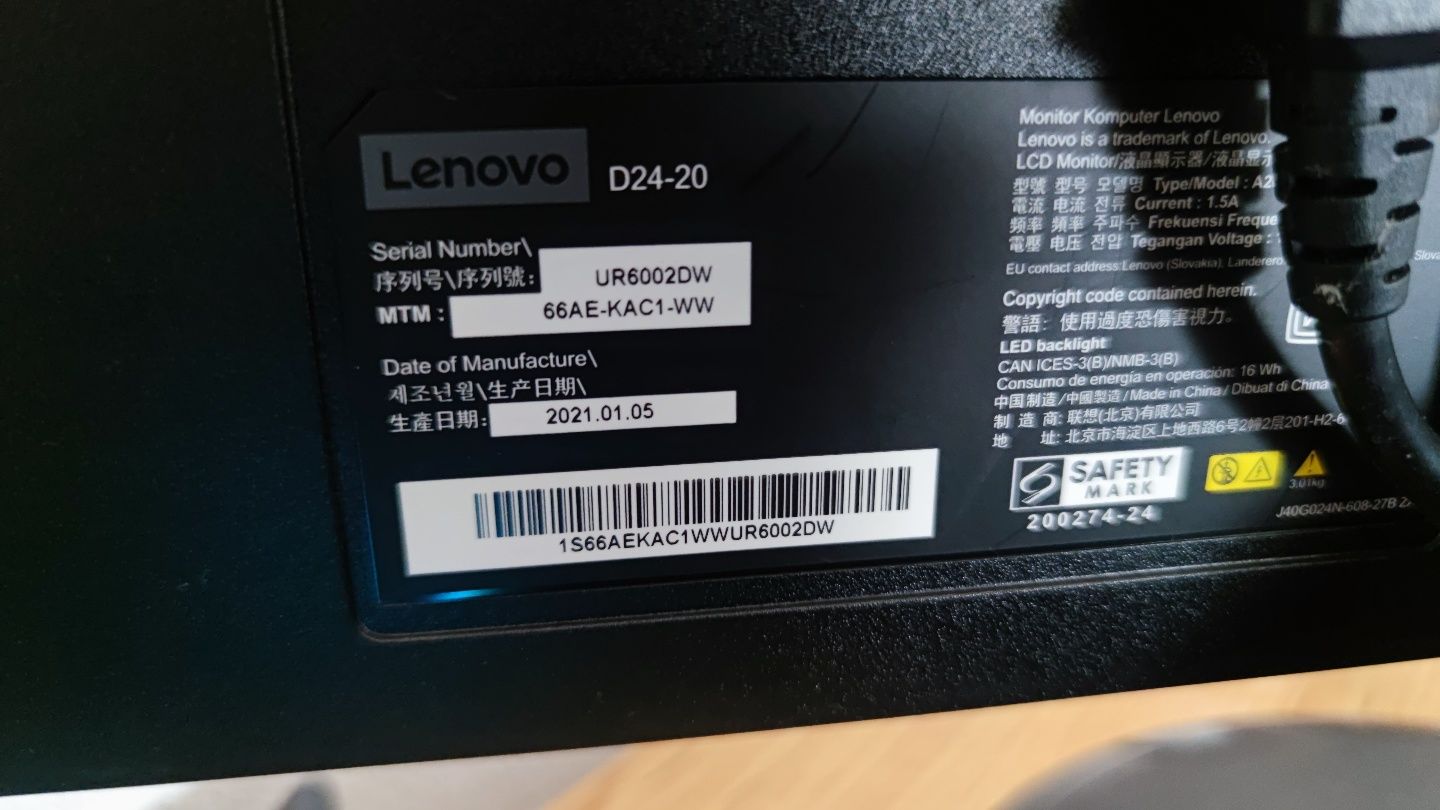 Lenovo D24-20
Serial Number\
序列号\序列號: UR6002DW
MTM : 66AE-KAC1-WW
Date of Manufacture\
제조년월\生产日期\
生産日期: 2021.01.05
1S66AEKAC1WWUR6002DW
Monitor Komputer Lenovo
Lenovo is a trademark of Lenovo.
LCD Monitor/液晶顯示器/液晶显示
型號 型号 모델명 Type/Model :
電流 电流 전류 Current : 1.5A
频率 頻率 주파수 Frekuensi
電壓 电压 전압 Tegangan Voltage :
EU contact address:Lenovo (Slovakia), Landererova
Copyright code contained herein.
警語: 使用過度恐傷害視力。
LED backlight
CAN ICES-3(B)/NMB-3(B)
Consumo de energía en operación: 16 Wh
中国制造/中國製造/Made in China/Dibuat di China
制 造 商: 联想(北京)有限公司
地 址: 北京市海淀区上地西路6号2幢2层201-H2-6
SAFETY
MARK
200274-24
3.01kg
J40G024N-608-27B